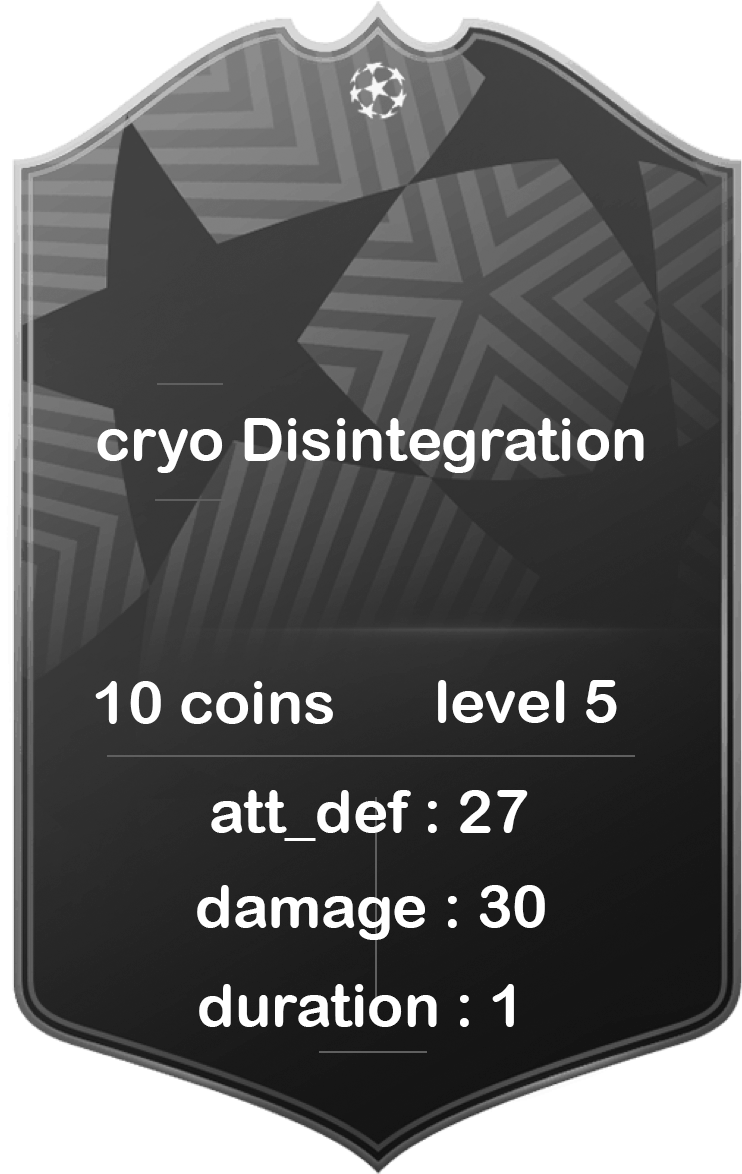 cryo Disintegration
10 coins level 5
att_def : 27
damage : 30
duration : 1